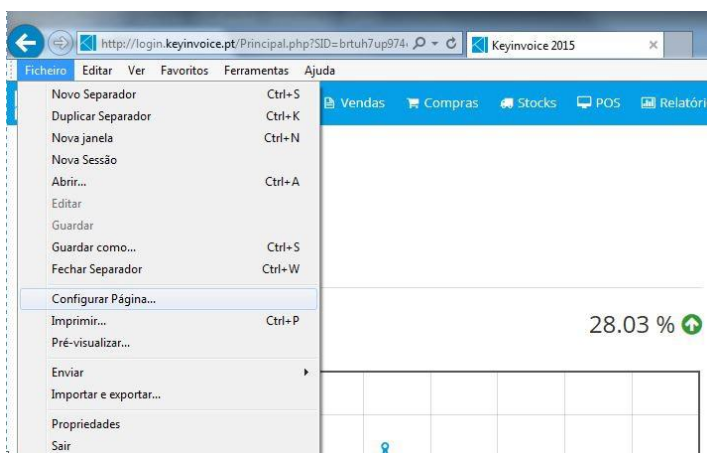 http://login.keyinvoice.pt/Principal.php?SID=brtuh7up974
Keyinvoice 2015
Ficheiro Editar Ver Favoritos Ferramentas Ajuda
Vendas Compras Stocks POS Relatóri
Novo Separador Ctrl+S
Duplicar Separador Ctrl+K
Nova janela Ctrl+N
Nova Sessão
Abrir... Ctrl+A
Editar
Guardar
Guardar como... Ctrl+S
Fechar Separador Ctrl+W
Configurar Página...
Imprimir... Ctrl+P
Pré-visualizar...
28.03 %
Enviar
Importar e exportar...
Propriedades
Sair